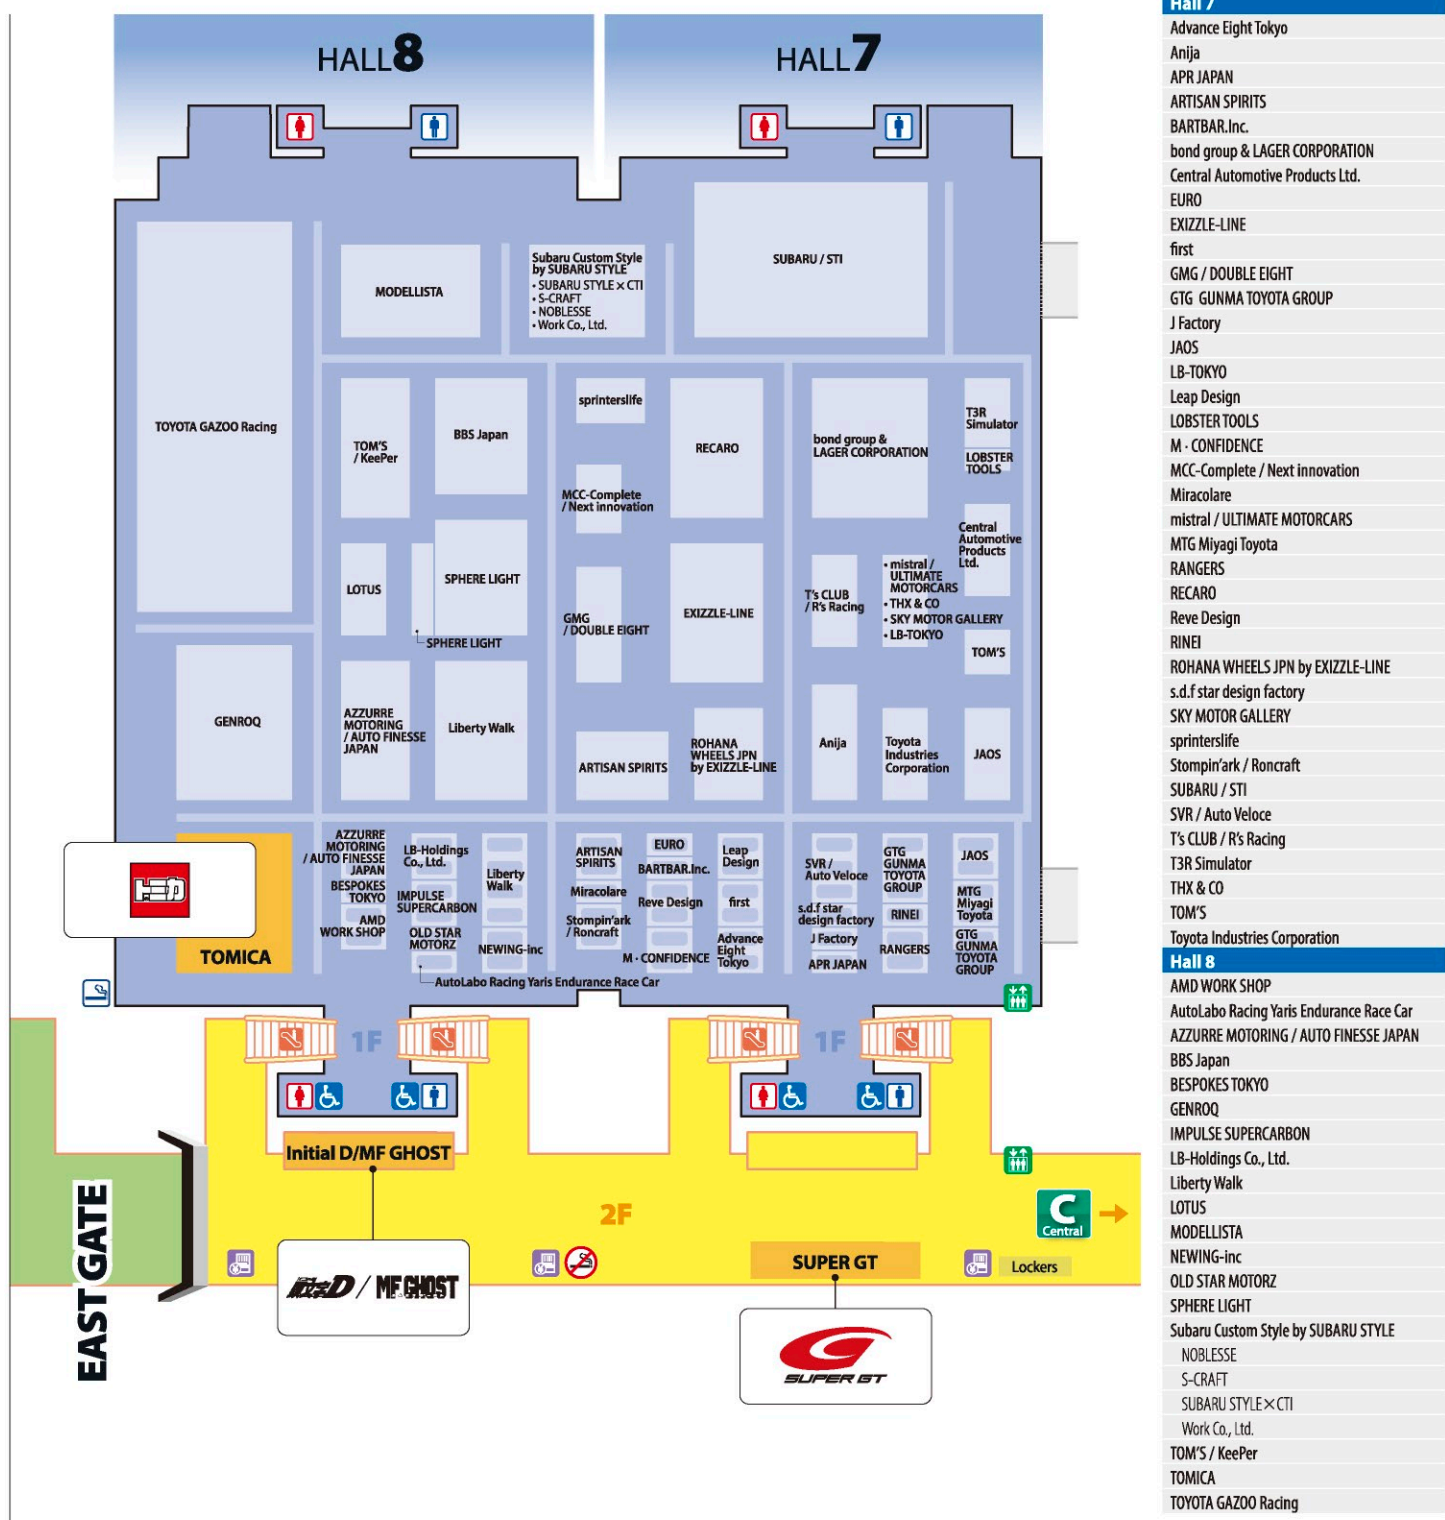 HALL 8
HALL 7
Subaru Custom Style
by SUBARU STYLE
• SUBARU STYLE × CTI
• S-CRAFT
• NOBLESSE
• Work Co., Ltd.
SUBARU / STI
MODELLISTA
TOYOTA GAZOO Racing
TOM'S
/ KeePer
BBS Japan
sprinterslife
RECARO
bond group &
LAGER CORPORATION
T3R
Simulator
LOBSTER
TOOLS
MCC-Complete
/ Next innovation
Central
Automotive
Products
Ltd.
LOTUS
SPHERE LIGHT
SPHERE LIGHT
GMG
/ DOUBLE EIGHT
EXIZZLE-LINE
T's CLUB
/ R's Racing
• mistral /
ULTIMATE
MOTORCARS
• THX & CO
• SKY MOTOR GALLERY
• LB-TOKYO
TOM'S
GENROQ
AZZURRE
MOTORING
/ AUTO FINESSE
JAPAN
Liberty Walk
ARTISAN SPIRITS
ROHANA
WHEELS JPN
by EXIZZLE-LINE
Anija
Toyota
Industries
Corporation
JAOS
TOMICA
AZZURRE
MOTORING
/ AUTO FINESSE
JAPAN
BESPOKES
TOKYO
AMD
WORK SHOP
LB-Holdings
Co., Ltd.
IMPULSE
SUPERCARBON
OLD STAR
MOTORZ
AutoLabo Racing Yaris Endurance Race Car
Liberty
Walk
NEWING-inc
ARTISAN
SPIRITS
Miracolare
Stompin'ark
/ Roncraft
EURO
BARTBAR.Inc.
Reve Design
M · CONFIDENCE
Leap
Design
first
Advance
Eight
Tokyo
SVR /
Auto Veloce
s.d.f star
design factory
J Factory
APR JAPAN
GTG
GUNMA
TOYOTA
GROUP
RINEI
RANGERS
JAOS
MTG
Miyagi
Toyota
GTG
GUNMA
TOYOTA
GROUP
1F
1F
Initial D/MF GHOST
2F
C
Central
EAST GATE
頭文字D / MF GHOST
SUPER GT
Lockers
SUPER GT
Hall 7
Advance Eight Tokyo
Anija
APR JAPAN
ARTISAN SPIRITS
BARTBAR.Inc.
bond group & LAGER CORPORATION
Central Automotive Products Ltd.
EURO
EXIZZLE-LINE
first
GMG / DOUBLE EIGHT
GTG GUNMA TOYOTA GROUP
J Factory
JAOS
LB-TOKYO
Leap Design
LOBSTER TOOLS
M · CONFIDENCE
MCC-Complete / Next innovation
Miracolare
mistral / ULTIMATE MOTORCARS
MTG Miyagi Toyota
RANGERS
RECARO
Reve Design
RINEI
ROHANA WHEELS JPN by EXIZZLE-LINE
s.d.f star design factory
SKY MOTOR GALLERY
sprinterslife
Stompin'ark / Roncraft
SUBARU / STI
SVR / Auto Veloce
T's CLUB / R's Racing
T3R Simulator
THX & CO
TOM'S
Toyota Industries Corporation
Hall 8
AMD WORK SHOP
AutoLabo Racing Yaris Endurance Race Car
AZZURRE MOTORING / AUTO FINESSE JAPAN
BBS Japan
BESPOKES TOKYO
GENROQ
IMPULSE SUPERCARBON
LB-Holdings Co., Ltd.
Liberty Walk
LOTUS
MODELLISTA
NEWING-inc
OLD STAR MOTORZ
SPHERE LIGHT
Subaru Custom Style by SUBARU STYLE
NOBLESSE
S-CRAFT
SUBARU STYLE×CTI
Work Co., Ltd.
TOM'S / KeePer
TOMICA
TOYOTA GAZOO Racing